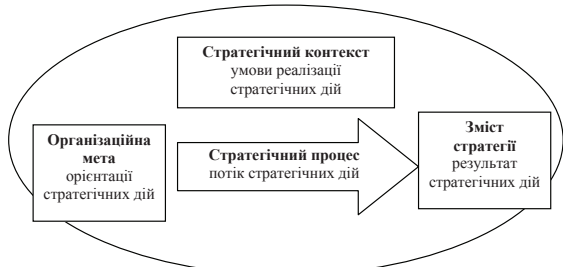 Стратегічний контекст
умови реалізації
стратегічних дій
Організаційна
мета
орієнтації
стратегічних дій
Стратегічний процес
потік стратегічних дій
Зміст
стратегії
результат
стратегічних дій